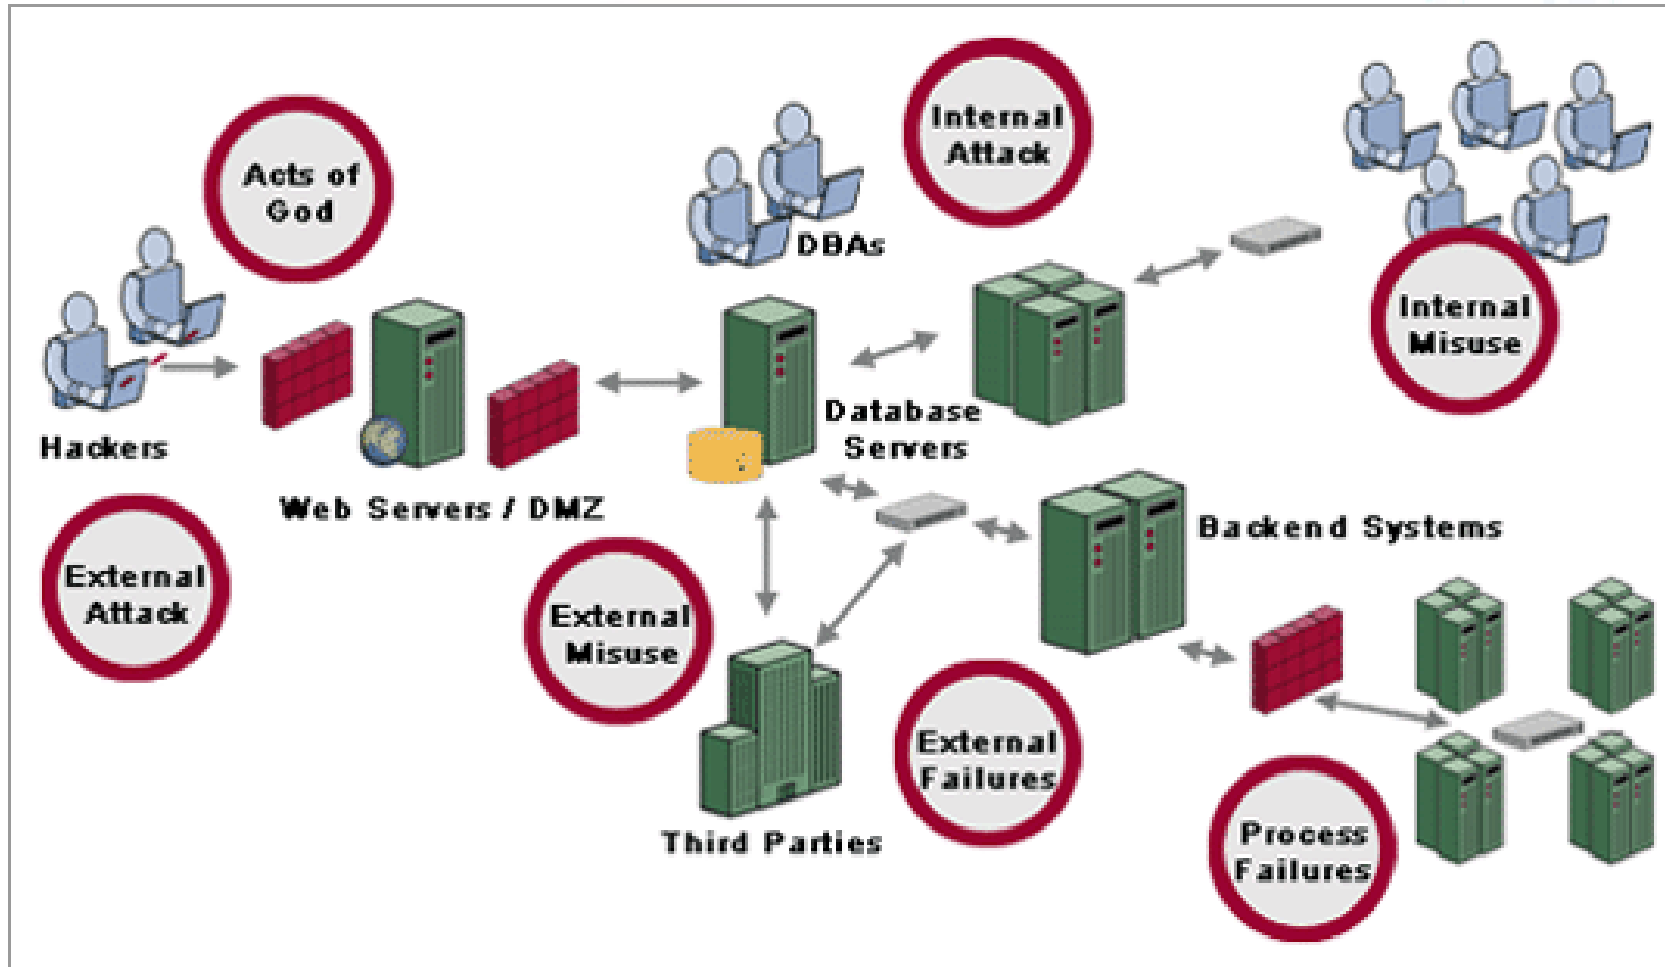 Internal
Attack
Acts of
God
DBAs
Internal
Misuse
Database
Servers
Hackers
Web Servers / DMZ
Backend Systems
External
Attack
External
Misuse
External
Failures
Third Parties
Process
Failures